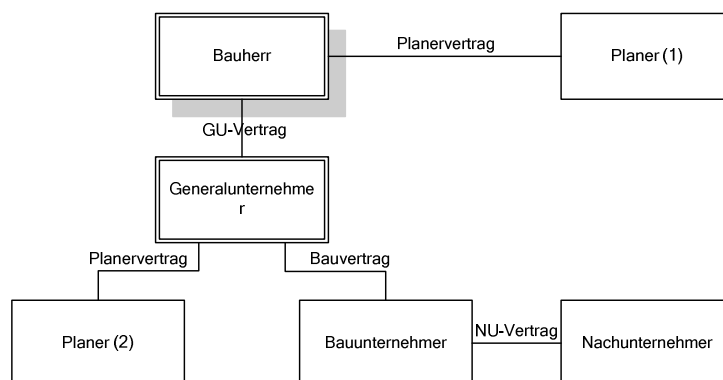 Bauherr
Planervertrag
Planer (1)
GU-Vertrag
Generalunternehme
r
Planervertrag
Bauvertrag
Planer (2)
Bauunternehmer
NU-Vertrag
Nachunternehmer